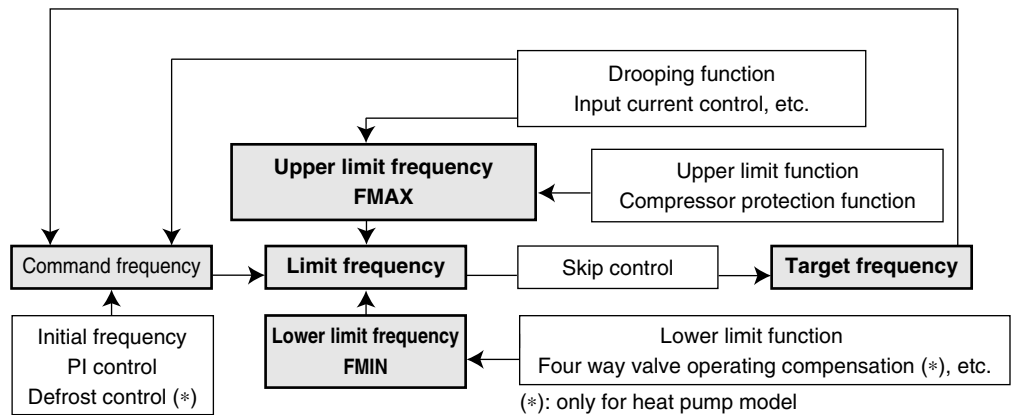 Drooping function
Input current control, etc.
Upper limit frequency
FMAX
Upper limit function
Compressor protection function
Command frequency
Limit frequency
Skip control
Target frequency
Initial frequency
PI control
Defrost control (*)
Lower limit frequency
FMIN
Lower limit function
Four way valve operating compensation (*), etc.
(*): only for heat pump model